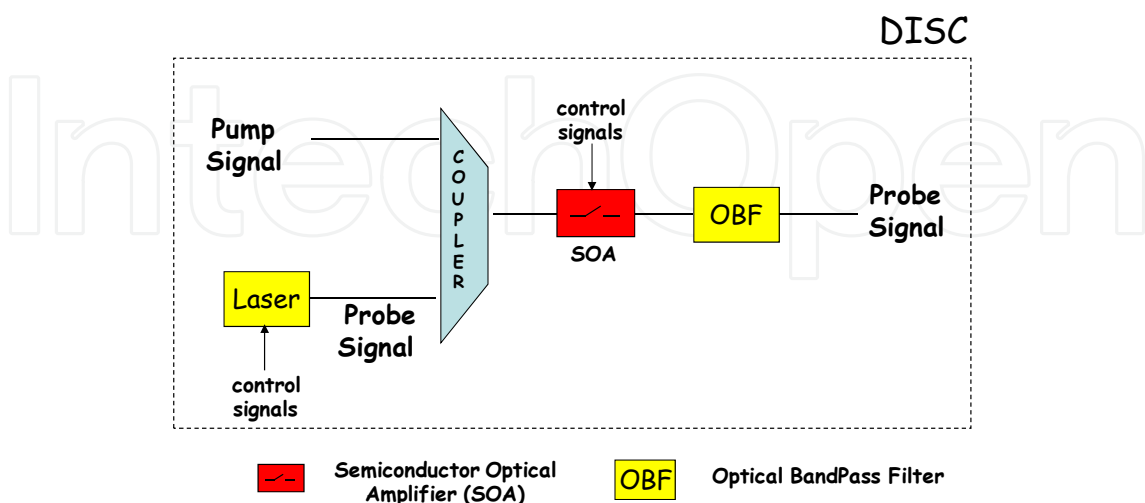 DISC
IntechOpen
Pump
Signal
COUPLER
control
signals
SOA
OBF
Probe
Signal
Laser
Probe
Signal
control
signals
Semiconductor Optical
Amplifier (SOA)
OBF
Optical BandPass Filter